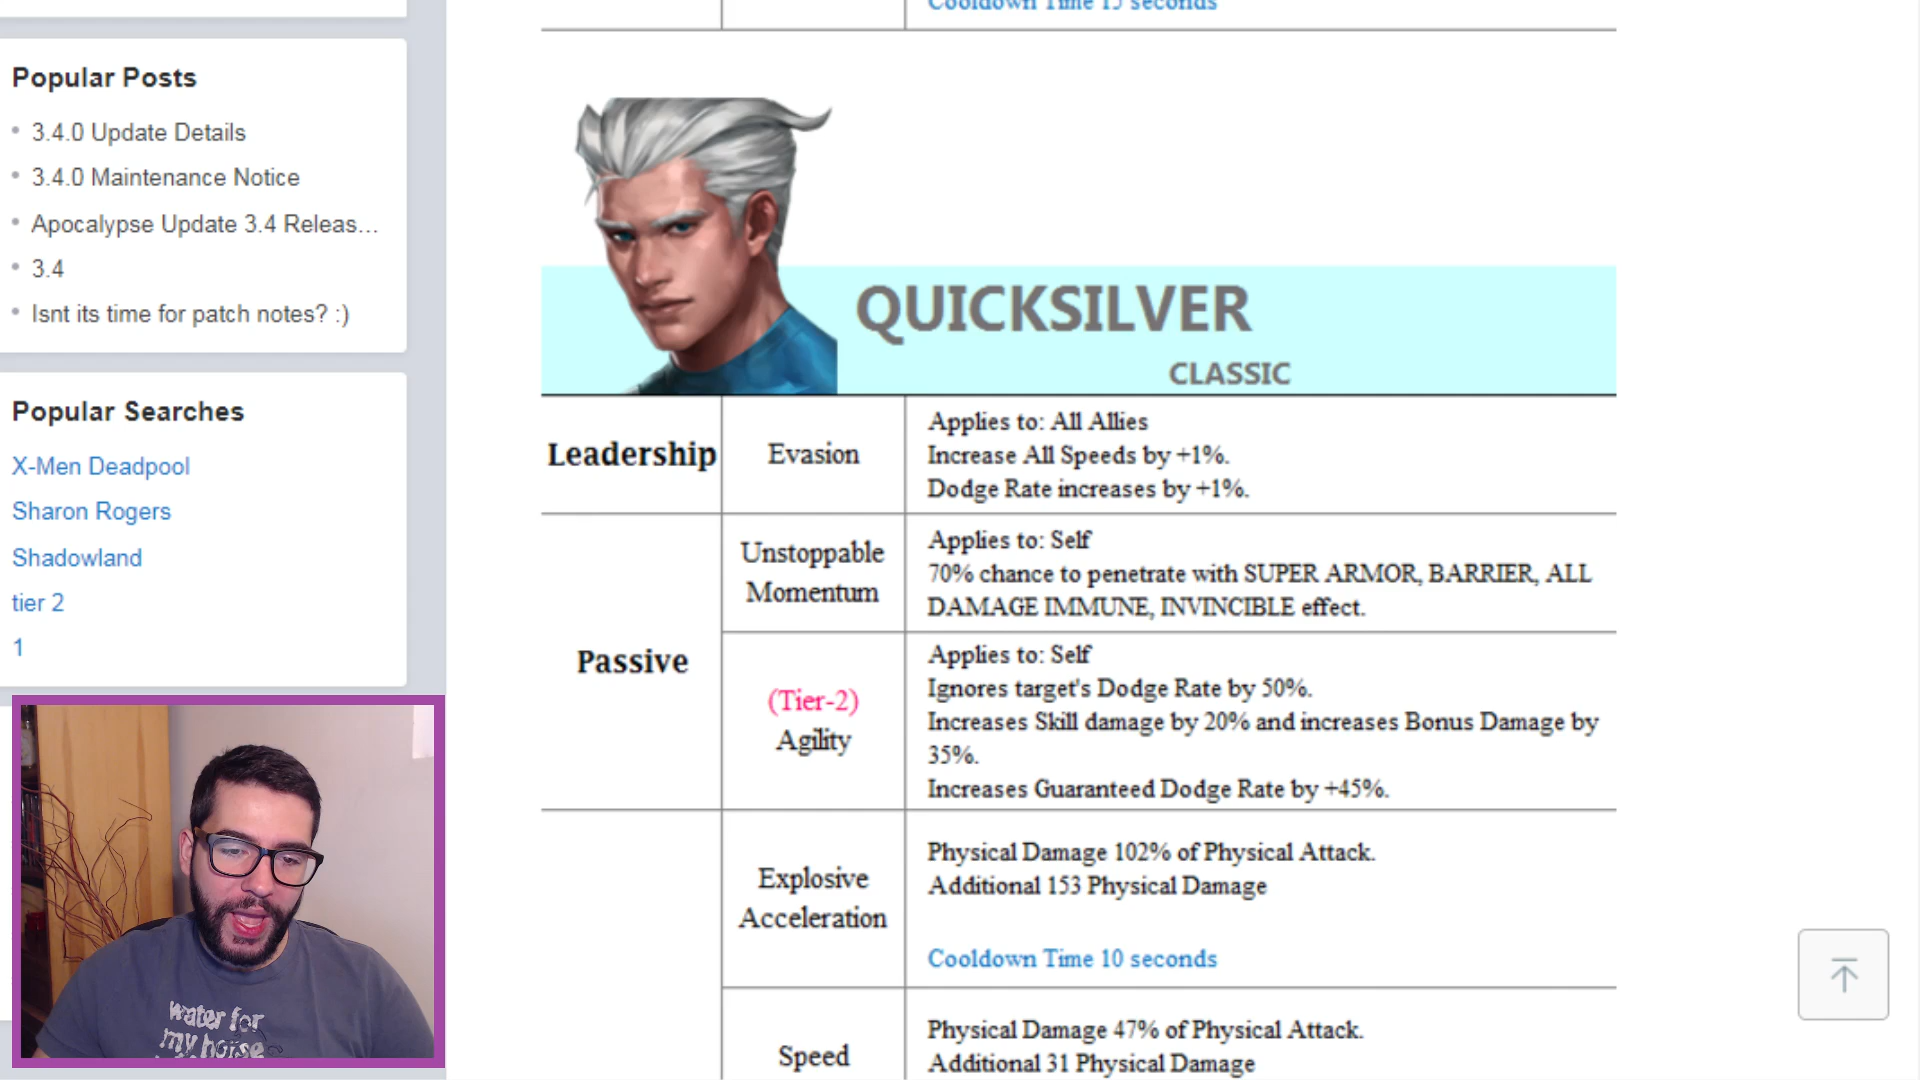 Cooldown Time 15 seconds
Popular Posts
3.4.0 Update Details
3.4.0 Maintenance Notice
Apocalypse Update 3.4 Releas...
3.4
Isnt its time for patch notes? :)
Popular Searches
X-Men Deadpool
Sharon Rogers
Shadowland
tier 2
1
QUICKSILVER
CLASSIC
Leadership
Evasion
Applies to: All Allies
Increase All Speeds by +1%.
Dodge Rate increases by +1%.
Passive
Unstoppable
Momentum
Applies to: Self
70% chance to penetrate with SUPER ARMOR, BARRIER, ALL
DAMAGE IMMUNE, INVINCIBLE effect.
(Tier-2)
Agility
Applies to: Self
Ignores target's Dodge Rate by 50%.
Increases Skill damage by 20% and increases Bonus Damage by
35%.
Increases Guaranteed Dodge Rate by +45%.
Explosive
Acceleration
Physical Damage 102% of Physical Attack.
Additional 153 Physical Damage
Cooldown Time 10 seconds
Speed
Physical Damage 47% of Physical Attack.
Additional 31 Physical Damage
water for
my horse